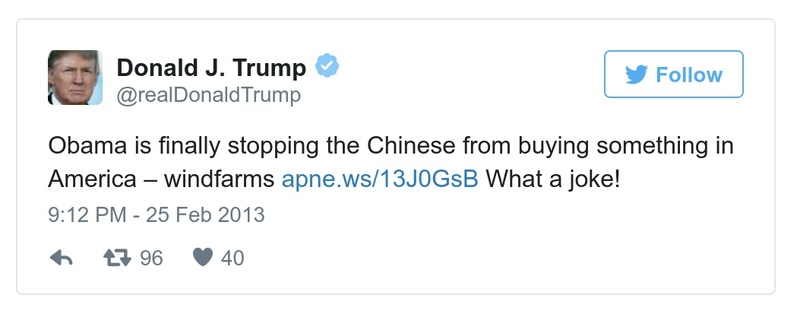 Donald J. Trump
@realDonaldTrump
Follow
Obama is finally stopping the Chinese from buying something in
America – windfarms apne.ws/13J0GsB What a joke!
9:12 PM - 25 Feb 2013
96 40